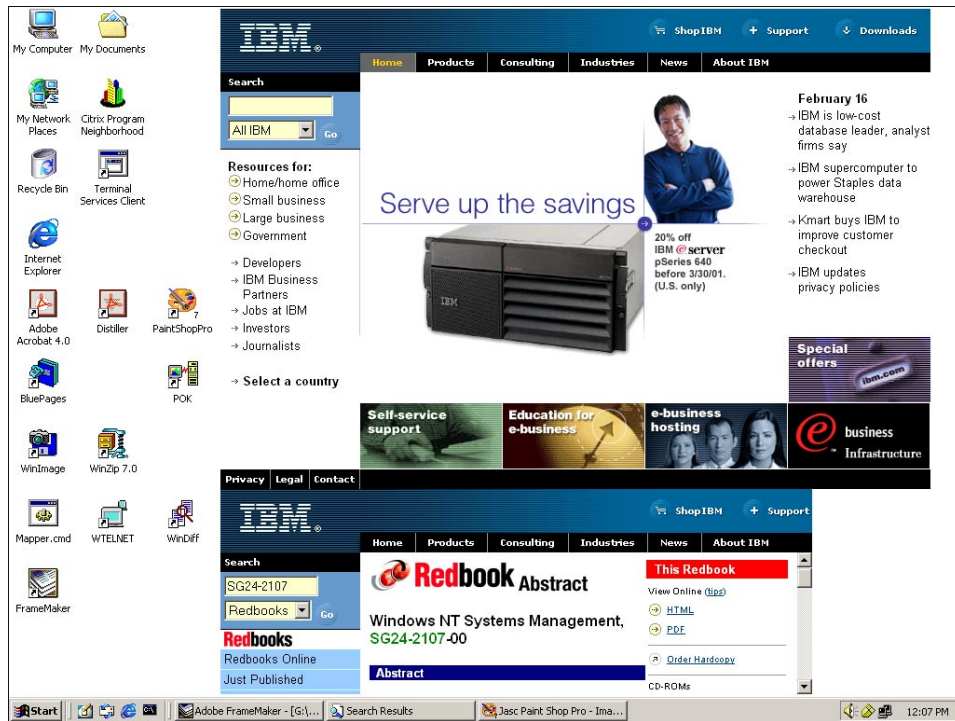 My Computer
My Documents
My Network Places
Citrix Program Neighborhood
Recycle Bin
Terminal Services Client
Internet Explorer
Adobe Acrobat 4.0
Distiller
PaintShopPro
7
BluePages
POK
WinImage
WinZip 7.0
Mapper.cmd
WTELNET
WinDiff
FrameMaker
IBM®
ShopIBM
Support
Downloads
Home Products Consulting Industries News About IBM
Search
All IBM
Go
Resources for:
Home/home office
Small business
Large business
Government
→ Developers
→ IBM Business
Partners
→ Jobs at IBM
→ Investors
→ Journalists
→ Select a country
Serve up the savings
IBM
20% off
IBM e server
pSeries 640
before 3/30/01.
(U.S. only)
February 16
→ IBM is low-cost
database leader, analyst
firms say
→ IBM supercomputer to
power Staples data
warehouse
→ Kmart buys IBM to
improve customer
checkout
→ IBM updates
privacy policies
Special
offers
ibm.com
Self-service
support
Education for
e-business
e-business
hosting
e business
Infrastructure
™
Privacy Legal Contact
IBM®
ShopIBM
Support
Home Products Consulting Industries News About IBM
Search
SG24-2107
Redbooks
Go
Redbooks
Redbooks Online
Just Published
Redbook Abstract
Windows NT Systems Management,
SG24-2107-00
Abstract
This Redbook
View Online (tips)
HTML
PDF
Order Hardcopy
CD-ROMs
Start
Adobe FrameMaker - [G:\...
Search Results
Jasc Paint Shop Pro - Ima...
12:07 PM